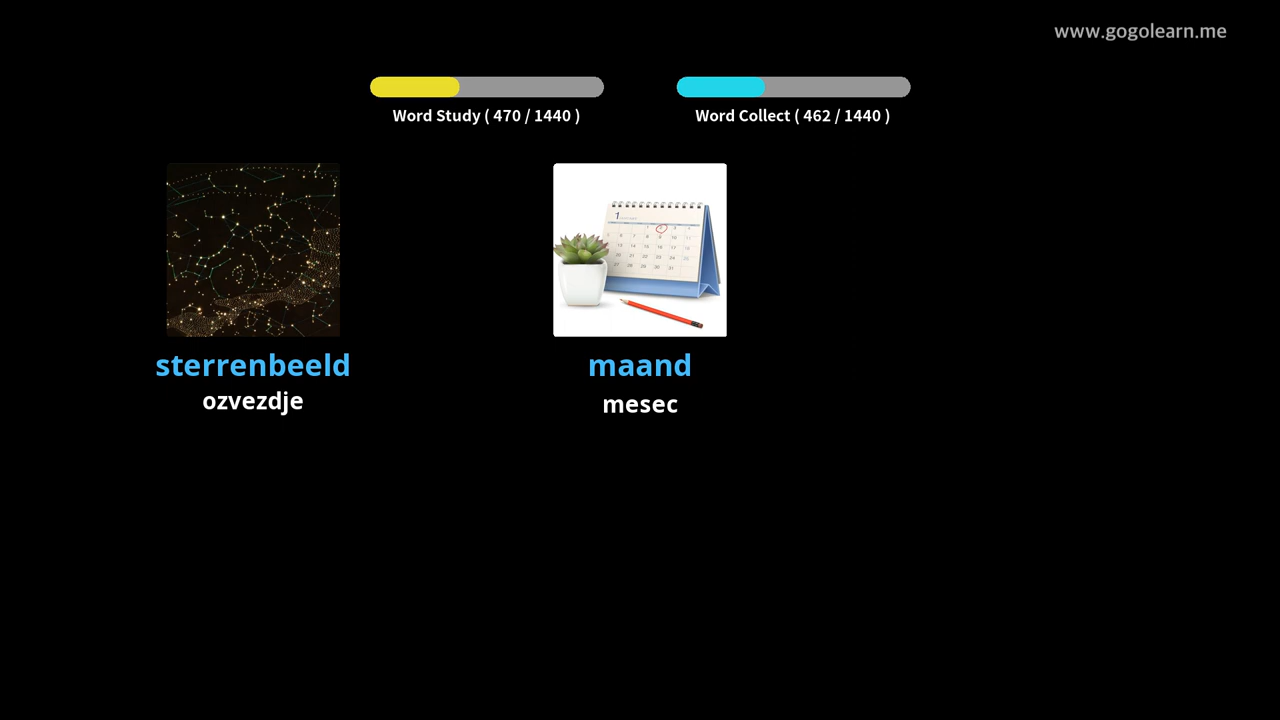 www.gogolearn.me
Word Study ( 470 / 1440 )
Word Collect ( 462 / 1440 )
sterrenbeeld
ozvezdje
maand
mesec